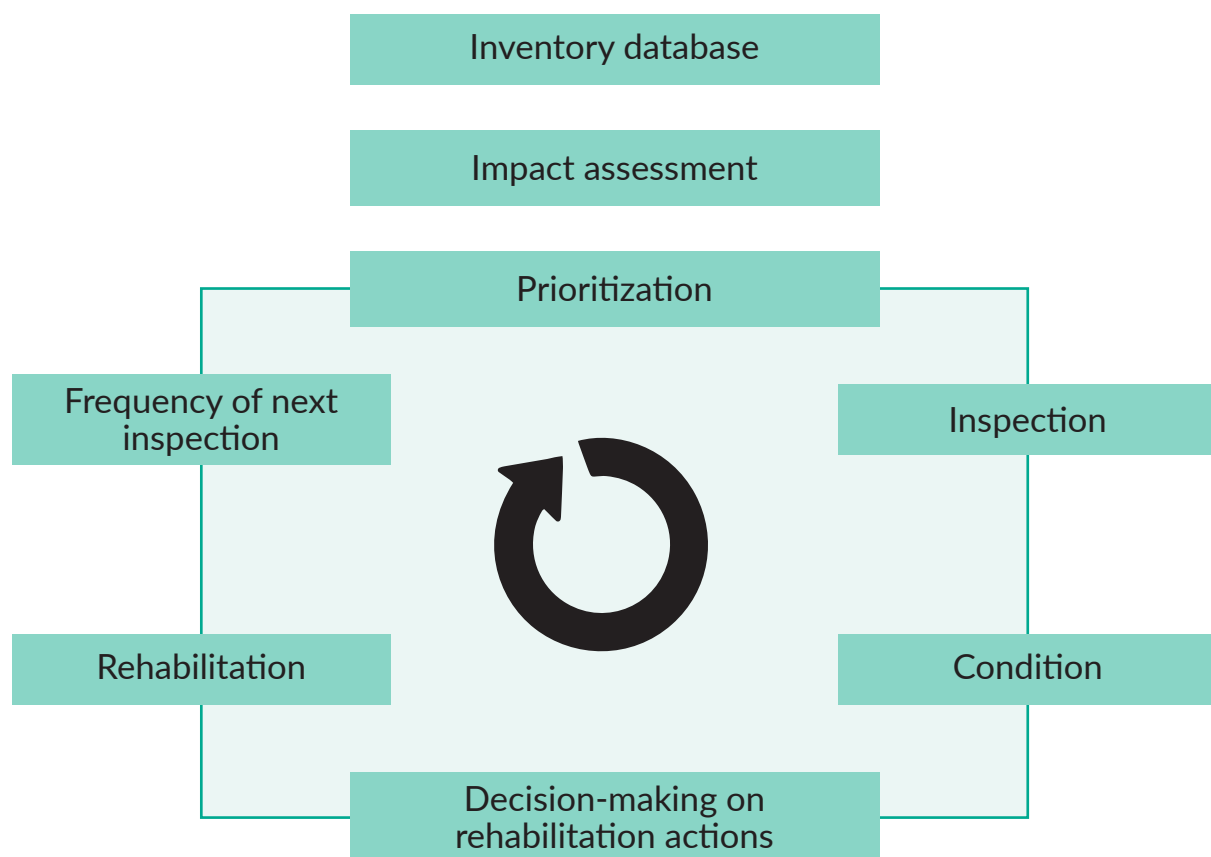 Inventory database
Impact assessment
Prioritization
Frequency of next
inspection
Inspection
Rehabilitation
Condition
Decision-making on
rehabilitation actions